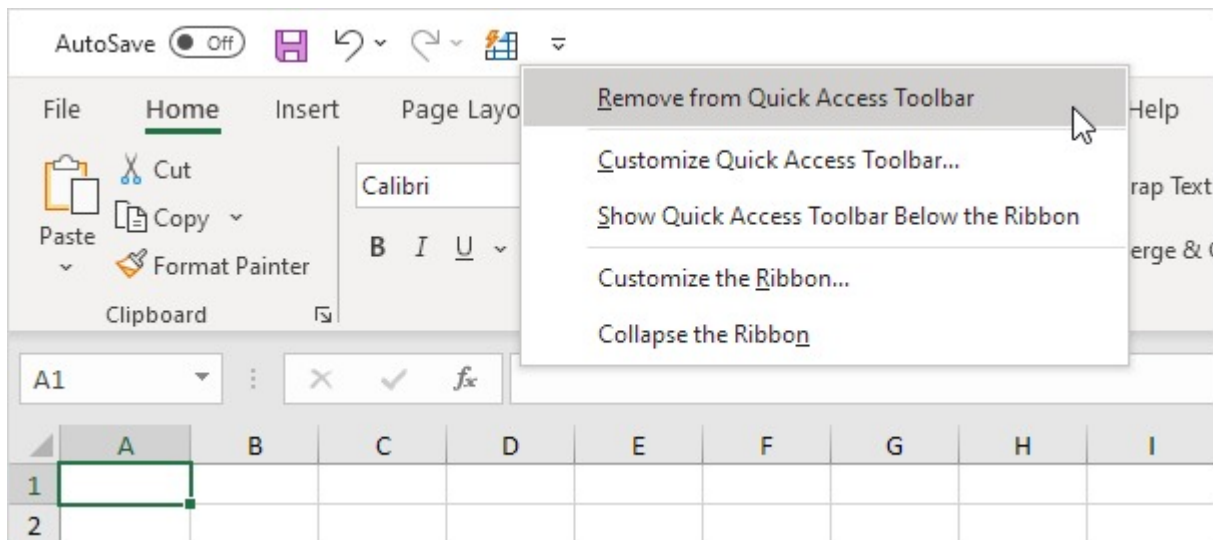 AutoSave Off
File Home Insert Page Layo Help
Remove from Quick Access Toolbar
Customize Quick Access Toolbar...
Show Quick Access Toolbar Below the Ribbon
Customize the Ribbon...
Collapse the Ribbon
Paste
Cut
Copy
Format Painter
Clipboard
Calibri
B I U
rap Text
erge &
A1
fx
A B C D E F G H I
1
2